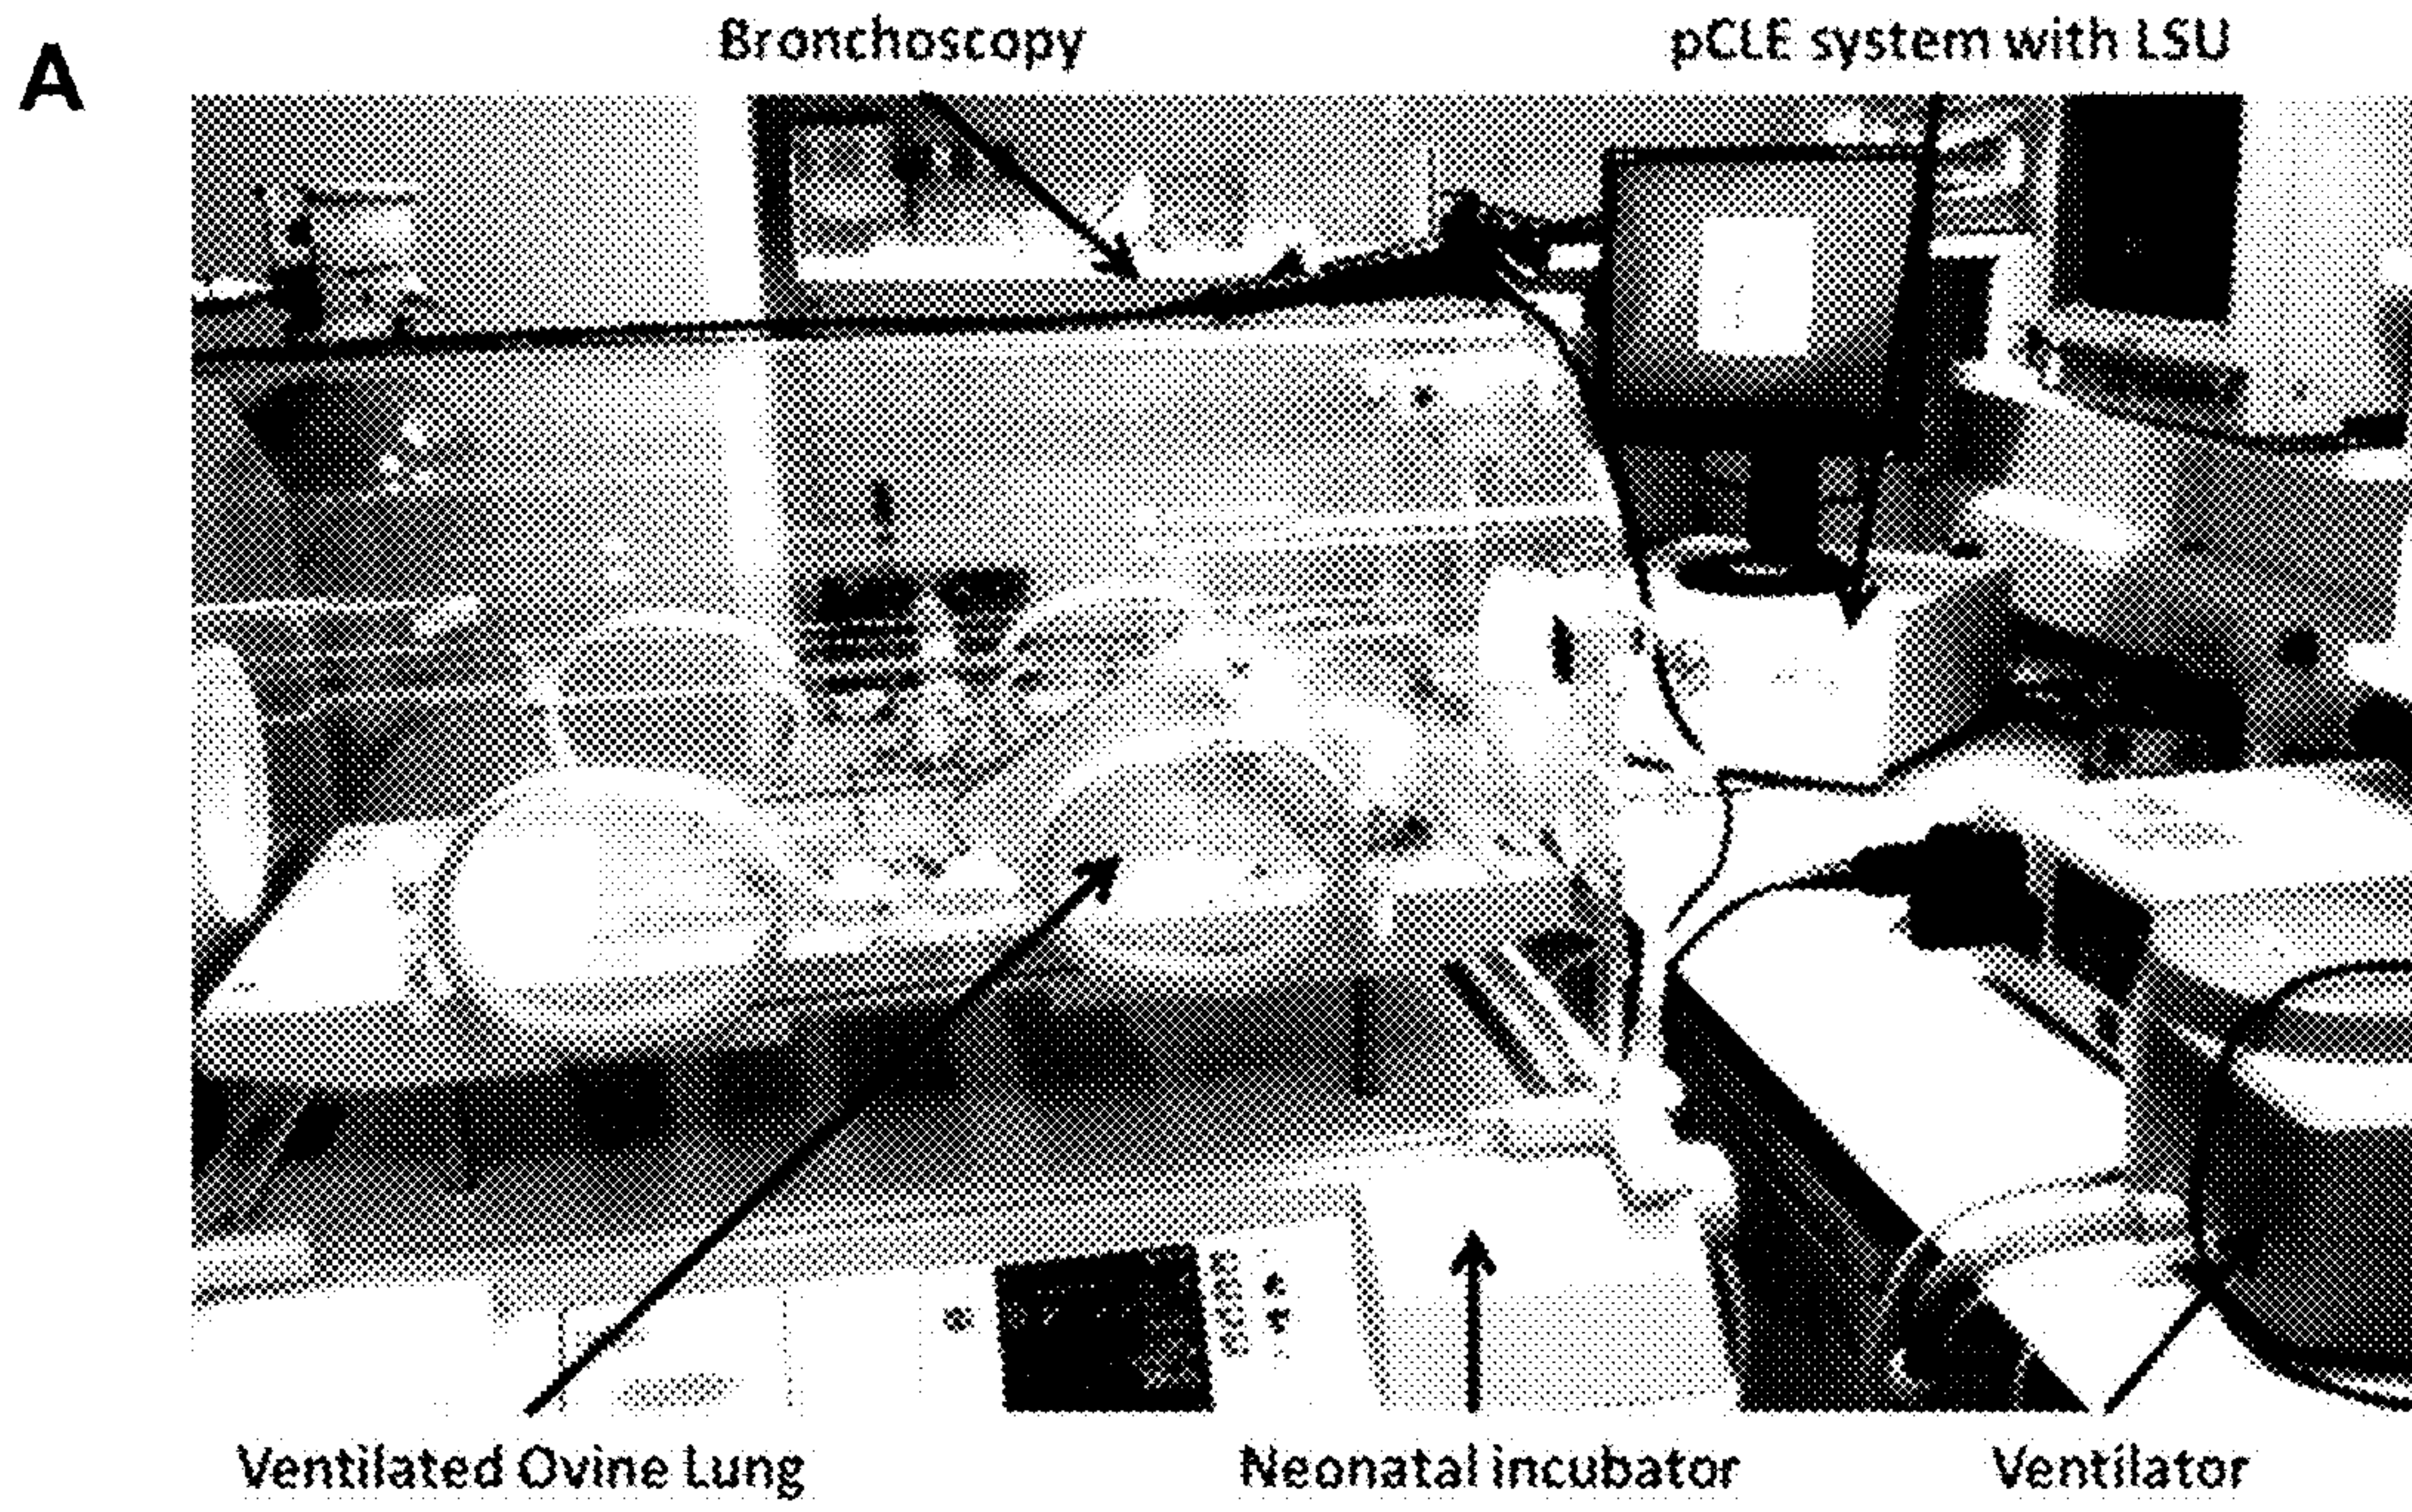 A
Bronchoscopy
pCLE system with LSU
Ventilated Ovine Lung
Neonatal incubator
Ventilator